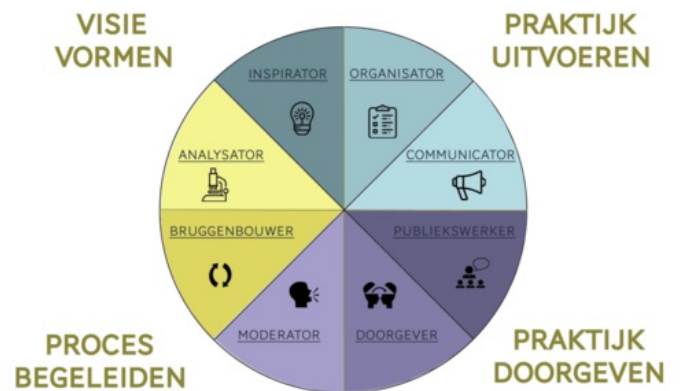 VISIE
VORMEN
PRAKTIJK
UITVOEREN
INSPIRATOR
ORGANISATOR
ANALYSATOR
COMMUNICATOR
BRUGGENBOUWER
PUBLIEKSWERKER
MODERATOR
DOORGEVER
PROCES
BEGELEIDEN
PRAKTIJK
DOORGEVEN